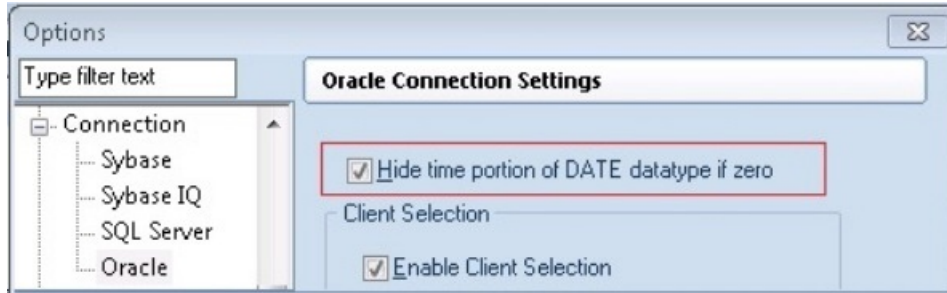 Options
Type filter text
Oracle Connection Settings
Connection
Sybase
Sybase IQ
SQL Server
Oracle
Hide time portion of DATE datatype if zero
Client Selection
Enable Client Selection